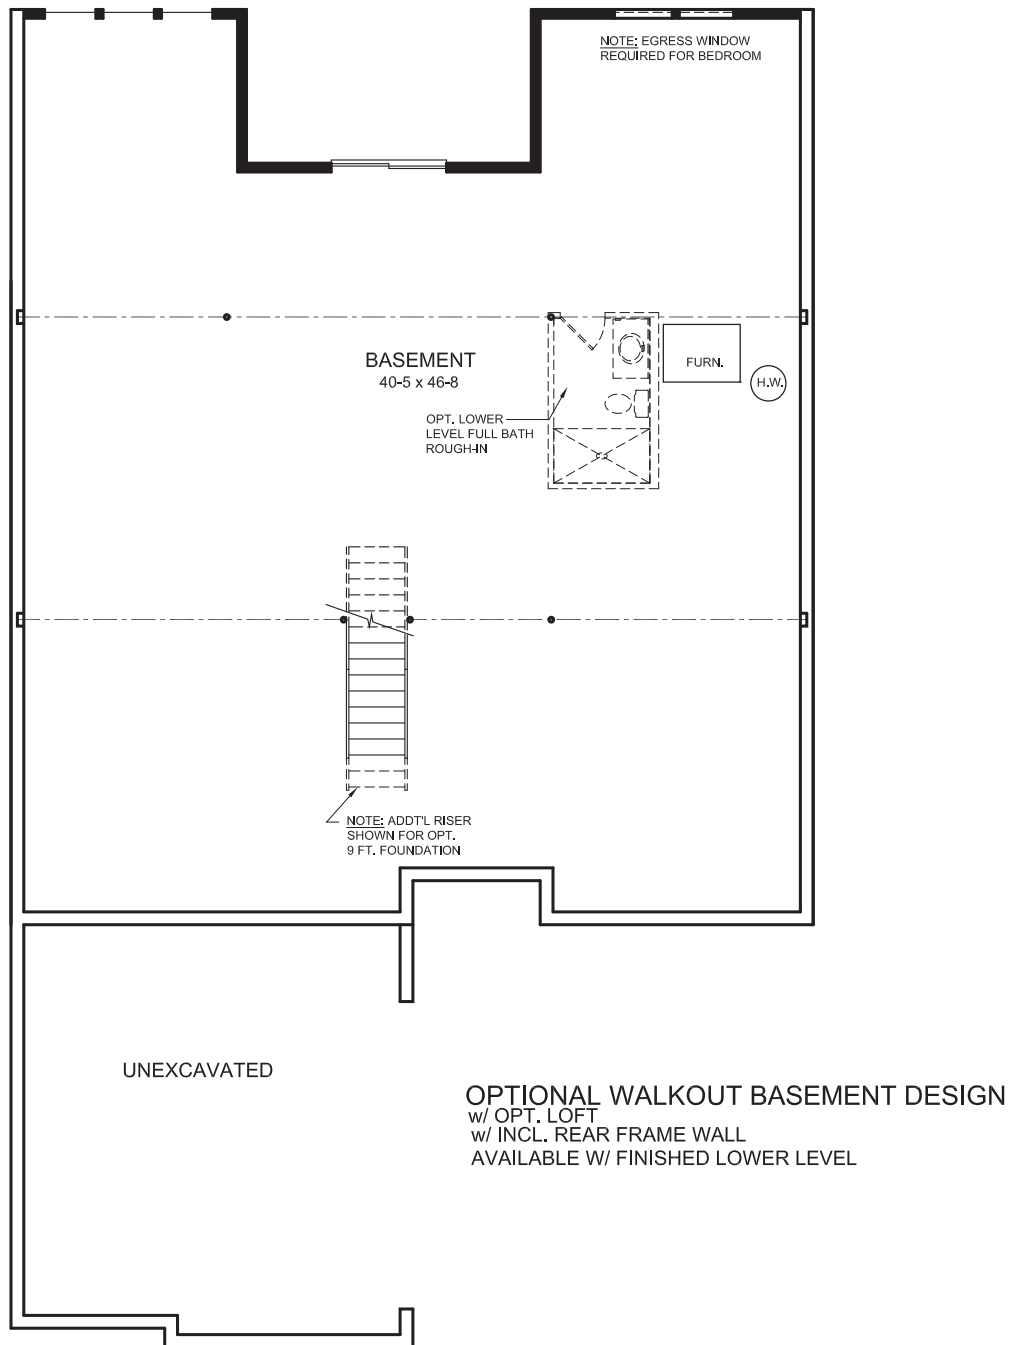 NOTE: EGRESS WINDOW
REQUIRED FOR BEDROOM
BASEMENT
40-5 x 46-8
FURN.
H.W.
OPT. LOWER
LEVEL FULL BATH
ROUGH-IN
NOTE: ADDT'L RISER
SHOWN FOR OPT.
9 FT. FOUNDATION
UNEXCAVATED
OPTIONAL WALKOUT BASEMENT DESIGN
w/ OPT. LOFT
w/ INCL. REAR FRAME WALL
AVAILABLE W/ FINISHED LOWER LEVEL